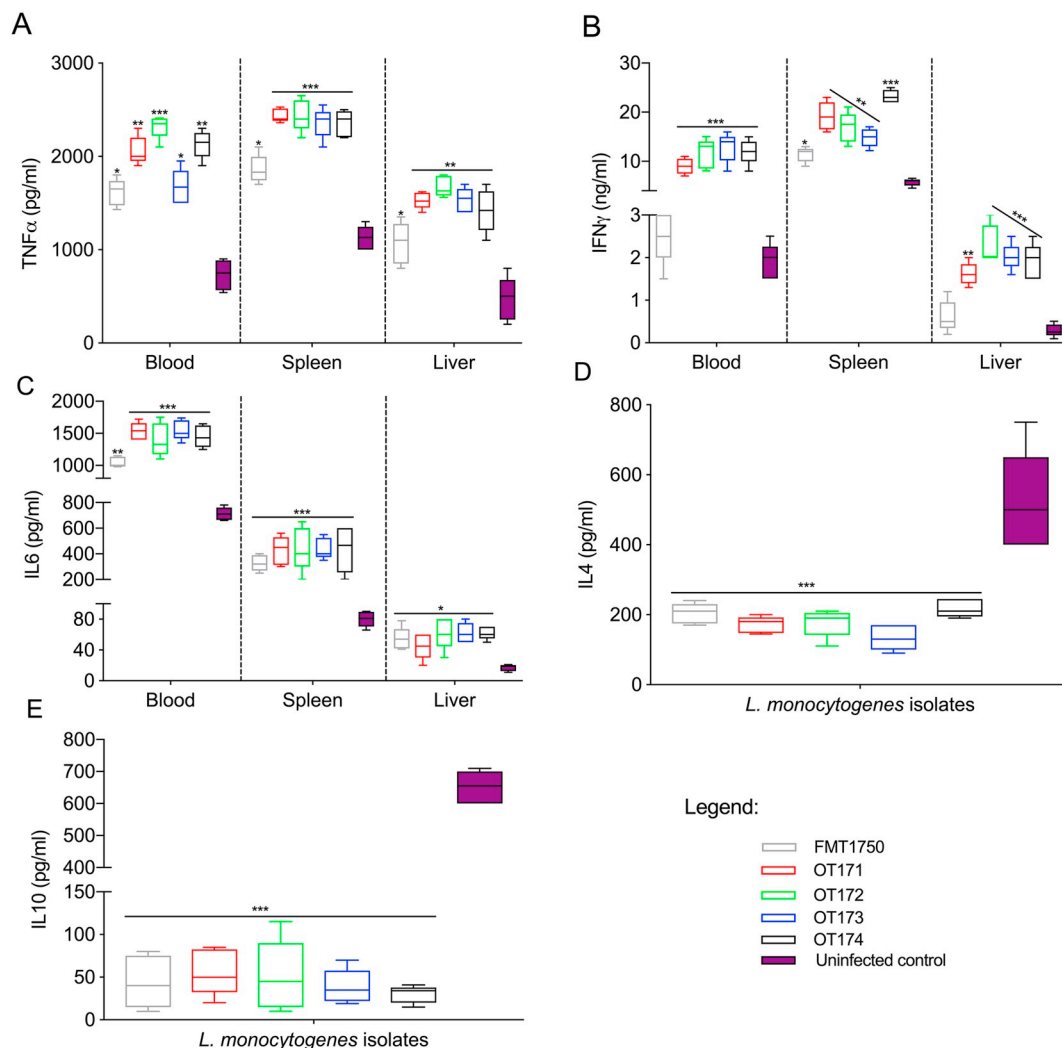 A
TNFα (pg/ml)
3000
2000
1000
0
*
**
***
*
**
*
***
*
**
Blood
Spleen
Liver
B
IFNγ (ng/ml)
30
20
10
3
2
1
0
***
*
**
***
**
***
Blood
Spleen
Liver
C
IL6 (pg/ml)
2000
1500
1000
800
600
400
200
80
40
0
**
***
***
*
Blood
Spleen
Liver
D
IL4 (pg/ml)
800
600
400
200
0
***
L. monocytogenes isolates
E
IL10 (pg/ml)
800
700
600
500
400
150
100
50
0
***
L. monocytogenes isolates
Legend:
FMT1750
OT171
OT172
OT173
OT174
Uninfected control